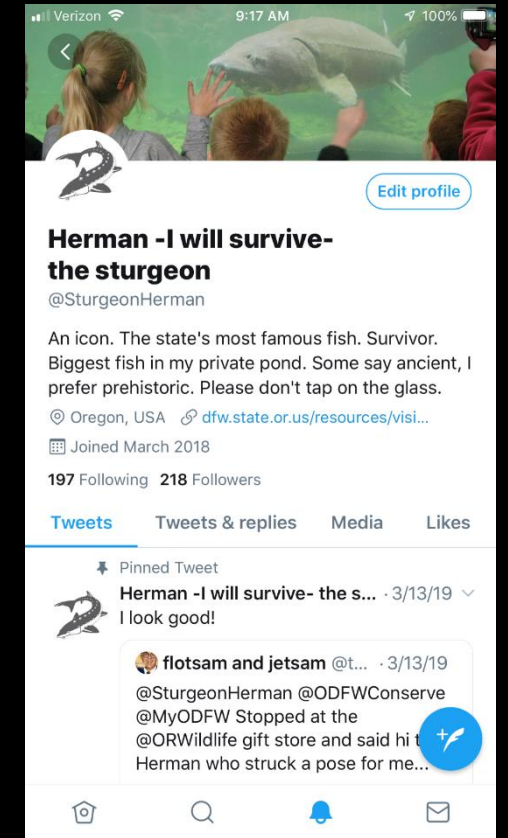 Verizon 9:17 AM 100%
Edit profile
Herman -I will survive-
the sturgeon
@SturgeonHerman
An icon. The state's most famous fish. Survivor.
Biggest fish in my private pond. Some say ancient, I
prefer prehistoric. Please don't tap on the glass.
Oregon, USA dfw.state.or.us/resources/visi...
Joined March 2018
197 Following 218 Followers
Tweets Tweets & replies Media Likes
Pinned Tweet
Herman -I will survive- the s... · 3/13/19
I look good!
flotsam and jetsam @t... · 3/13/19
@SturgeonHerman @ODFWConserve
@MyODFW Stopped at the
@ORWildlife gift store and said hi t
Herman who struck a pose for me...